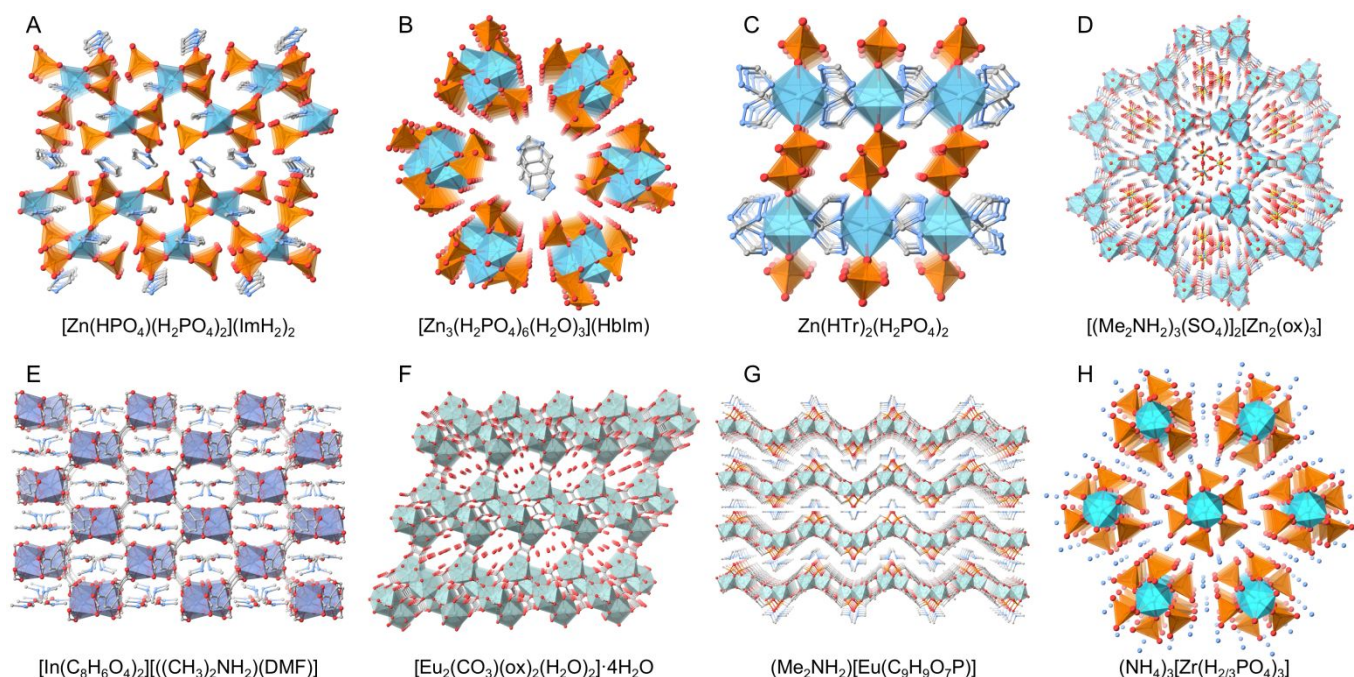 A
B
C
D
[Zn(HPO₄)(H₂PO₄)₂](ImH₂)₂
[Zn₃(H₂PO₄)₆(H₂O)₃](HbIm)
Zn(HTr)₂(H₂PO₄)₂
[(Me₂NH₂)₃(SO₄)]₂[Zn₂(ox)₃]
E
F
G
H
[In(C₈H₆O₄)₂][((CH₃)₂NH₂)(DMF)]
[Eu₂(CO₃)(ox)₂(H₂O)₂]·4H₂O
(Me₂NH₂)[Eu(C₉H₉O₇P)]
(NH₄)₃[Zr(H₂/₃PO₄)₃]